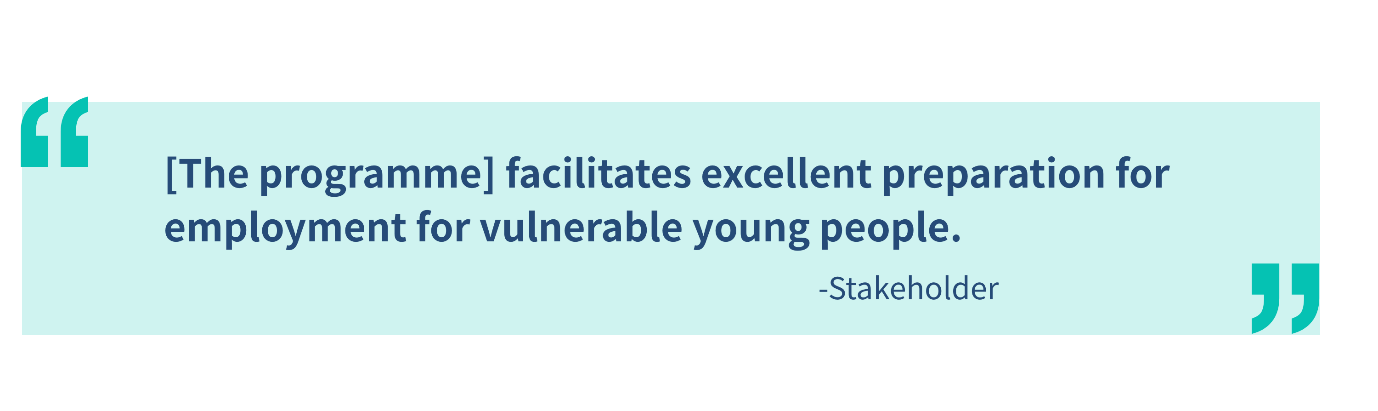 “
[The programme] facilitates excellent preparation for
employment for vulnerable young people.
-Stakeholder
”